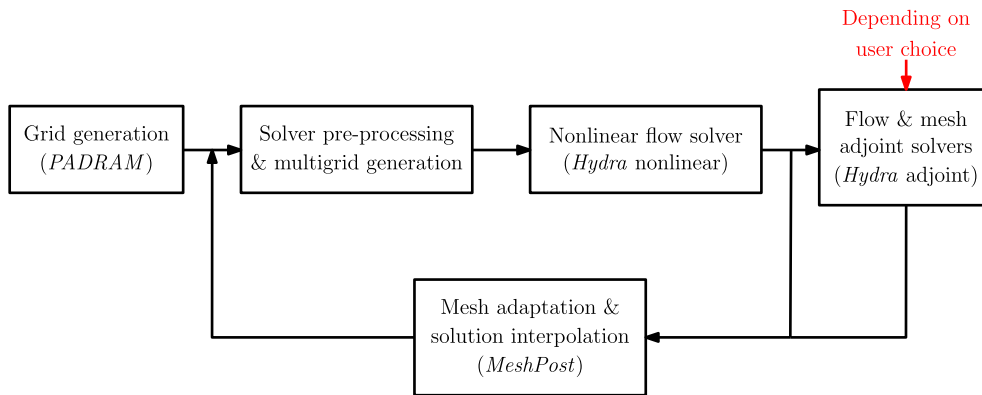 Depending on
user choice
Grid generation
(PADRAM)
Solver pre-processing
& multigrid generation
Nonlinear flow solver
(Hydra nonlinear)
Flow & mesh
adjoint solvers
(Hydra adjoint)
Mesh adaptation &
solution interpolation
(MeshPost)